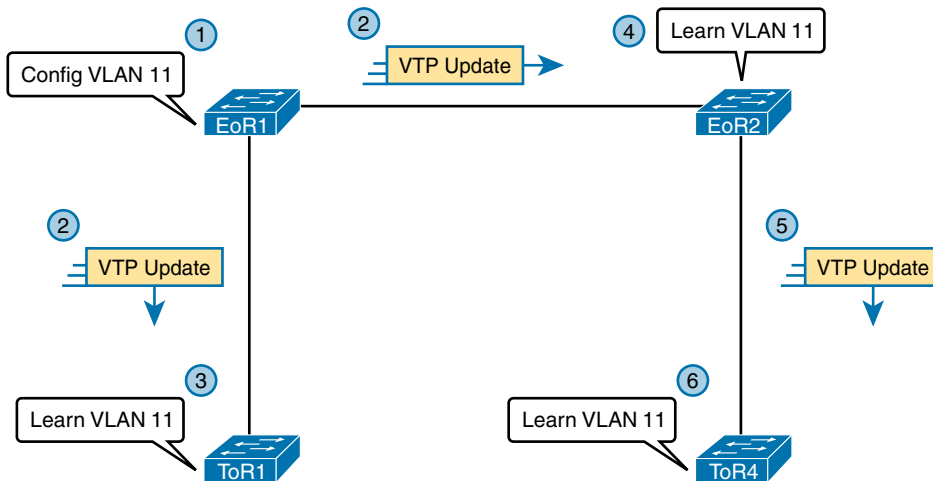 1
2
4
Learn VLAN 11
VTP Update
Config VLAN 11
EoR1
EoR2
2
5
VTP Update
VTP Update
3
6
Learn VLAN 11
Learn VLAN 11
ToR1
ToR4